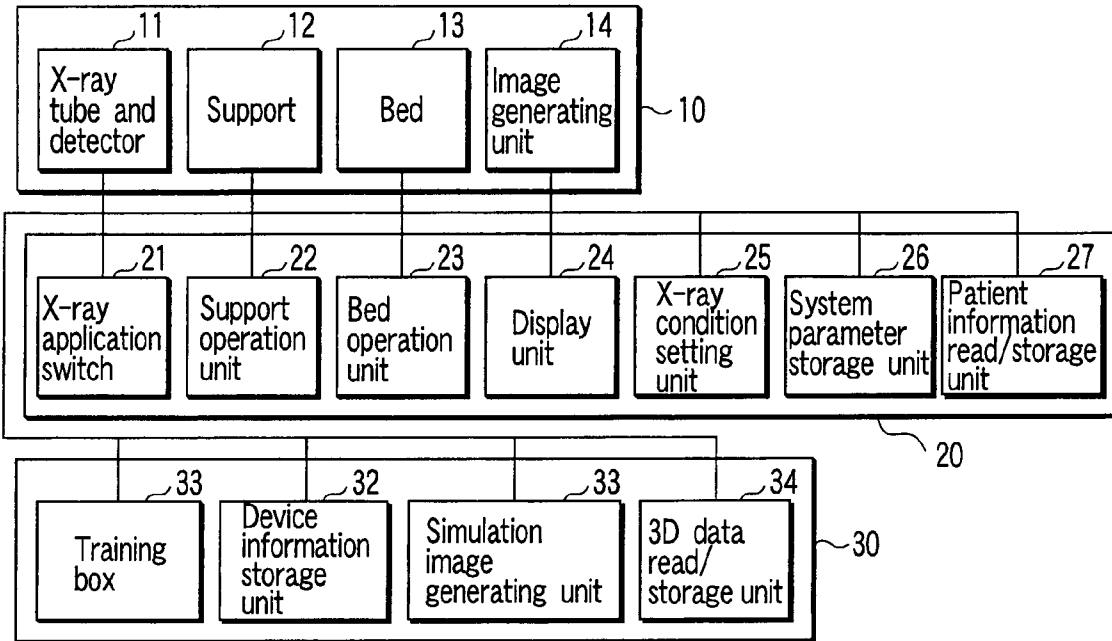 11
12
13
14
X-ray
tube and
detector
Support
Bed
Image
generating
unit
10
21
22
23
24
25
26
27
X-ray
application
switch
Support
operation
unit
Bed
operation
unit
Display
unit
X-ray
condition
setting
unit
System
parameter
storage unit
Patient
information
read/storage
unit
20
33
32
33
34
Training
box
Device
information
storage
unit
Simulation
image
generating unit
3D data
read/
storage unit
30